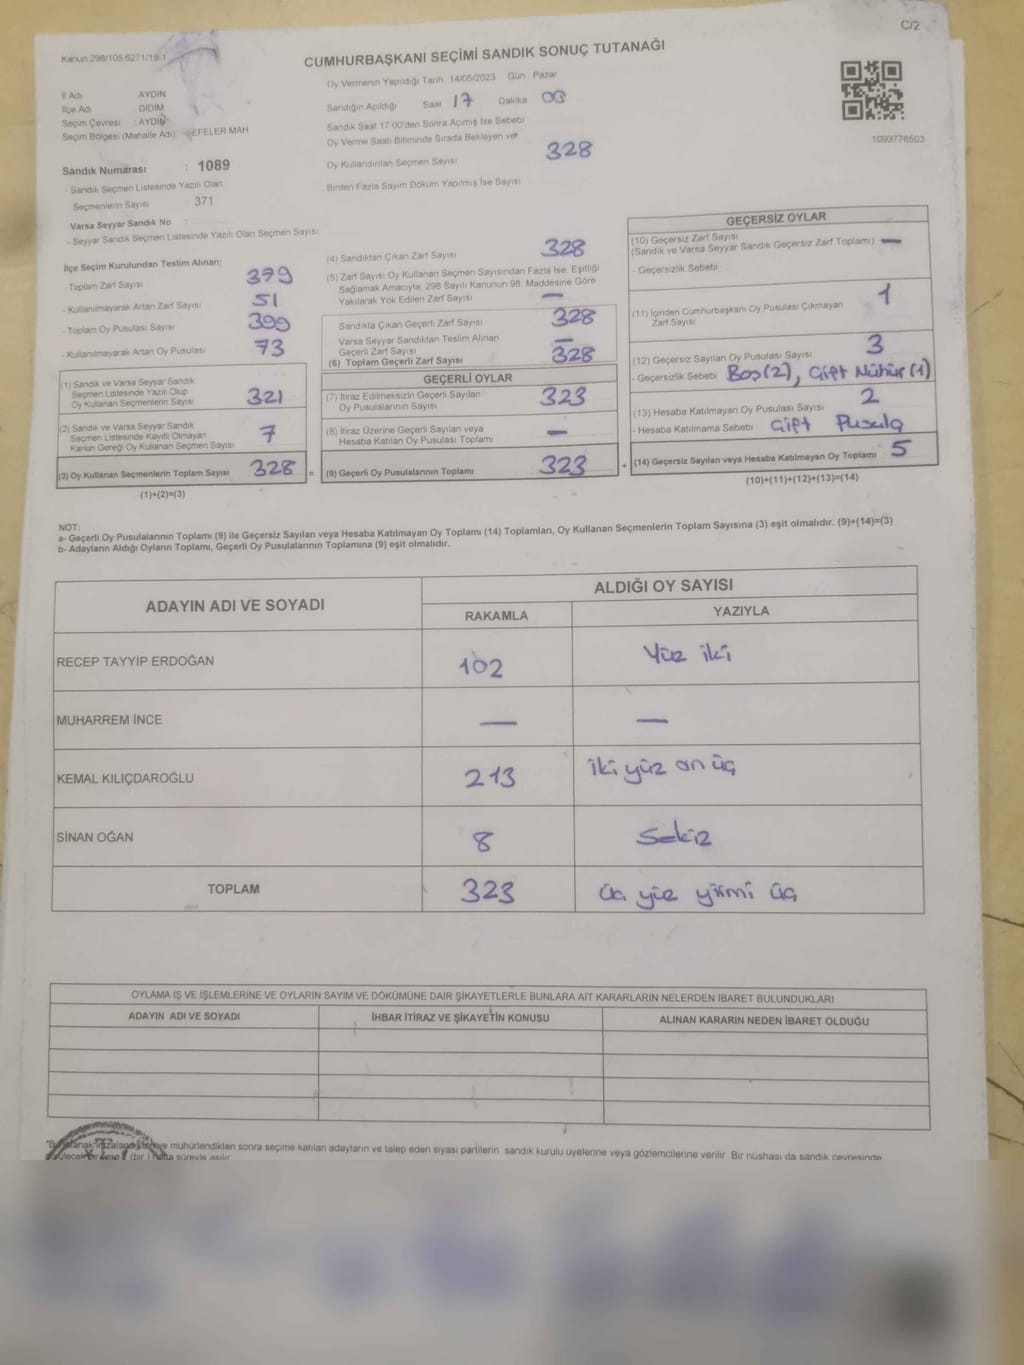 C/2
Kanun:298/105-6271/18-1
CUMHURBAŞKANI SEÇİMİ SANDIK SONUÇ TUTANAĞI
Oy Vermenin Yapıldığı Tarih 14/05/2023 Gün : Pazar
İl Adı AYDIN
İlçe Adı DİDİM
Seçim Çevresi : AYDIN
Seçim Bölgesi (Mahalle Adı) EFELER MAH
Sandığın Açıldığı Saat 17 Dakika 00
Sandık Saat 17.00'den Sonra Açımış İse Sebebi
Oy Verme Saati Bitiminde Sırada Bekleyen ve
Oy Kullandırılan Seçmen Sayısı 328
Birden Fazla Sayım Döküm Yapılmış İse Sayısı
1093776503
Sandık Numarası : 1089
- Sandık Seçmen Listesinde Yazılı Olan
Seçmenlerin Sayısı : 371
Varsa Seyyar Sandık No :
- Seyyar Sandık Seçmen Listesinde Yazılı Olan Seçmen Sayısı
İlçe Seçim Kurulundan Teslim Alınan;
- Toplam Zarf Sayısı 379
- Kullanılmayarak Artan Zarf Sayısı 51
- Toplam Oy Pusulası Sayısı 399
- Kullanılmayarak Artan Oy Pusulası 73
(1) Sandık ve Varsa Seyyar Sandık
Seçmen Listesinde Yazılı Olup
Oy Kullanan Seçmenlerin Sayısı 321
(2) Sandık ve Varsa Seyyar Sandık
Seçmen Listesinde Kayıtlı Olmayan
Kanun Gereği Oy Kullanan Seçmen Sayısı 7
(3) Oy Kullanan Seçmenlerin Toplam Sayısı 328 =
(1)+(2)=(3)
(4) Sandıktan Çıkan Zarf Sayısı 328
(5) Zarf Sayısı Oy Kullanan Seçmen Sayısından Fazla İse, Eşitliği
Sağlamak Amacıyla, 298 Sayılı Kanunun 98. Maddesine Göre
Yakılarak Yok Edilen Zarf Sayısı —
Sandıkta Çıkan Geçerli Zarf Sayısı 328
Varsa Seyyar Sandıktan Teslim Alınan
Geçerli Zarf Sayısı —
(6) Toplam Geçerli Zarf Sayısı 328
GEÇERLİ OYLAR
(7) İtiraz Edilmeksizin Geçerli Sayılan
Oy Pusulalarının Sayısı 323
(8) İtiraz Üzerine Geçerli Sayılan veya
Hesaba Katılan Oy Pusulası Toplamı —
(9) Geçerli Oy Pusulalarının Toplamı 323 +
GEÇERSİZ OYLAR
(10) Geçersiz Zarf Sayısı
(Sandık ve Varsa Seyyar Sandık Geçersiz Zarf Toplamı) —
- Geçersizlik Sebebi
(11) İçinden Cumhurbaşkanı Oy Pusulası Çıkmayan
Zarf Sayısı 1
(12) Geçersiz Sayılan Oy Pusulası Sayısı 3
- Geçersizlik Sebebi Boş(2), Çift Mühür (1)
(13) Hesaba Katılmayan Oy Pusulası Sayısı 2
- Hesaba Katılmama Sebebi Çift Pusula
(14) Geçersiz Sayılan veya Hesaba Katılmayan Oy Toplamı 5
(10)+(11)+(12)+(13)=(14)
NOT:
a- Geçerli Oy Pusulalarının Toplamı (9) ile Geçersiz Sayılan veya Hesaba Katılmayan Oy Toplamı (14) Toplamları, Oy Kullanan Seçmenlerin Toplam Sayısına (3) eşit olmalıdır. (9)+(14)=(3)
b- Adayların Aldığı Oyların Toplamı, Geçerli Oy Pusulalarının Toplamına (9) eşit olmalıdır.
ADAYIN ADI VE SOYADI ALDIĞI OY SAYISI
RAKAMLA YAZIYLA
RECEP TAYYİP ERDOĞAN 102 Yüz iki
MUHARREM İNCE — —
KEMAL KILIÇDAROĞLU 213 İki yüz on üç
SİNAN OĞAN 8 Sekiz
TOPLAM 323 Üç yüz yirmi üç
OYLAMA İŞ VE İŞLEMLERİNE VE OYLARIN SAYIM VE DÖKÜMÜNE DAİR ŞİKAYETLERLE BUNLARA AİT KARARLARIN NELERDEN İBARET BULUNDUKLARI
ADAYIN ADI VE SOYADI İHBAR İTİRAZ VE ŞİKAYETİN KONUSU ALINAN KARARIN NEDEN İBARET OLDUĞU
ve mühürlendikten sonra seçime katılan adayların ve talep eden siyasi partilerin sandık kurulu üyelerine veya gözlemcilerine verilir. Bir nüshası da sandık çevresinde
(bir ) hafta süreyle asılır